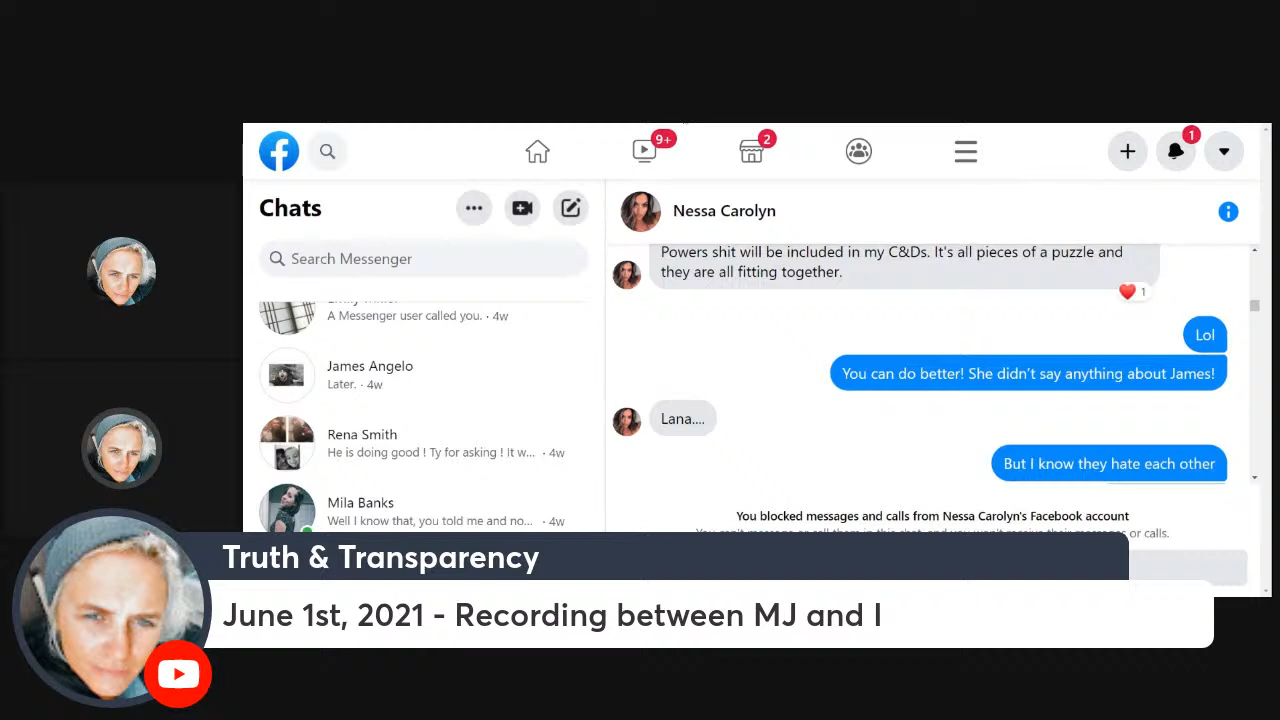 9+
2
1
Chats
Search Messenger
A Messenger user called you. · 4w
James Angelo
Later. · 4w
Rena Smith
He is doing good ! Ty for asking ! It w... · 4w
Mila Banks
Well I know that, you told me and no... · 4w
Nessa Carolyn
Powers shit will be included in my C&Ds. It's all pieces of a puzzle and
they are all fitting together.
1
Lol
You can do better! She didn't say anything about James!
Lana....
But I know they hate each other
You blocked messages and calls from Nessa Carolyn's Facebook account
Truth & Transparency
June 1st, 2021 - Recording between MJ and I